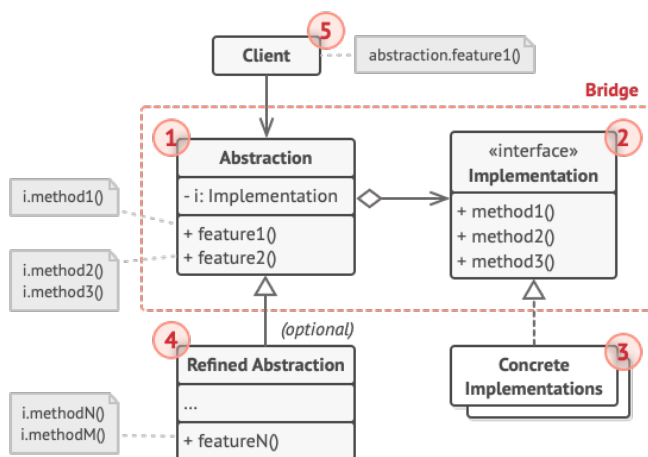 5
Client
abstraction.feature1()
Bridge
1
Abstraction
- i: Implementation
+ feature1()
+ feature2()
2
«interface»
Implementation
+ method1()
+ method2()
+ method3()
i.method1()
i.method2()
i.method3()
(optional)
4
Refined Abstraction
...
+ featureN()
3
Concrete
Implementations
i.methodN()
i.methodM()